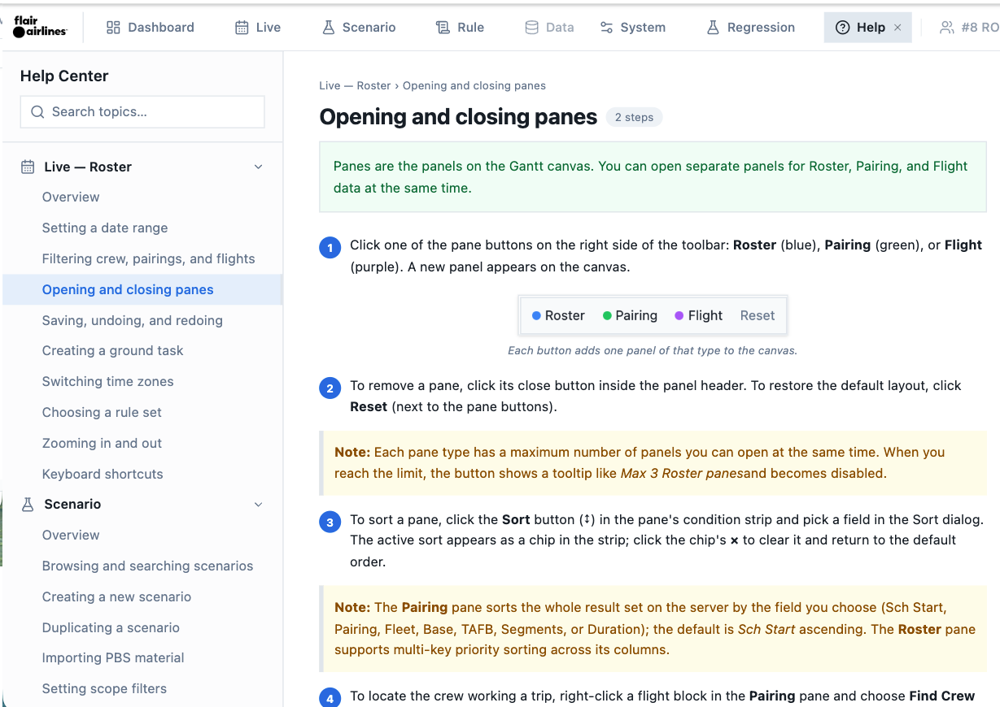 flair
airlines
Dashboard
Live
Scenario
Rule
Data
System
Regression
Help ×
#8 RO
Help Center
Search topics...
Live — Roster
Overview
Setting a date range
Filtering crew, pairings, and flights
Opening and closing panes
Saving, undoing, and redoing
Creating a ground task
Switching time zones
Choosing a rule set
Zooming in and out
Keyboard shortcuts
Scenario
Overview
Browsing and searching scenarios
Creating a new scenario
Duplicating a scenario
Importing PBS material
Setting scope filters
Live — Roster › Opening and closing panes
Opening and closing panes 2 steps
Panes are the panels on the Gantt canvas. You can open separate panels for Roster, Pairing, and Flight
data at the same time.
1 Click one of the pane buttons on the right side of the toolbar: Roster (blue), Pairing (green), or Flight
(purple). A new panel appears on the canvas.
Roster Pairing Flight Reset
Each button adds one panel of that type to the canvas.
2 To remove a pane, click its close button inside the panel header. To restore the default layout, click
Reset (next to the pane buttons).
Note: Each pane type has a maximum number of panels you can open at the same time. When you
reach the limit, the button shows a tooltip like Max 3 Roster panesand becomes disabled.
3 To sort a pane, click the Sort button (↕) in the pane's condition strip and pick a field in the Sort dialog.
The active sort appears as a chip in the strip; click the chip's × to clear it and return to the default
order.
Note: The Pairing pane sorts the whole result set on the server by the field you choose (Sch Start,
Pairing, Fleet, Base, TAFB, Segments, or Duration); the default is Sch Start ascending. The Roster pane
supports multi-key priority sorting across its columns.
4 To locate the crew working a trip, right-click a flight block in the Pairing pane and choose Find Crew